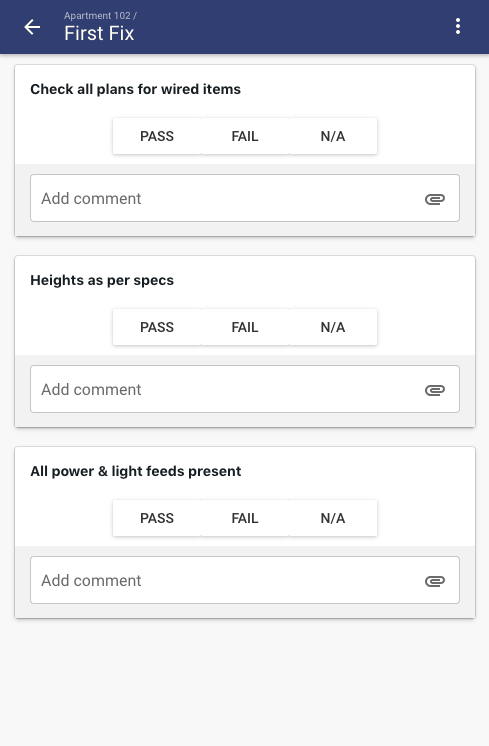 Apartment 102 /
First Fix
Check all plans for wired items
PASS FAIL N/A
Add comment
Heights as per specs
PASS FAIL N/A
Add comment
All power & light feeds present
PASS FAIL N/A
Add comment